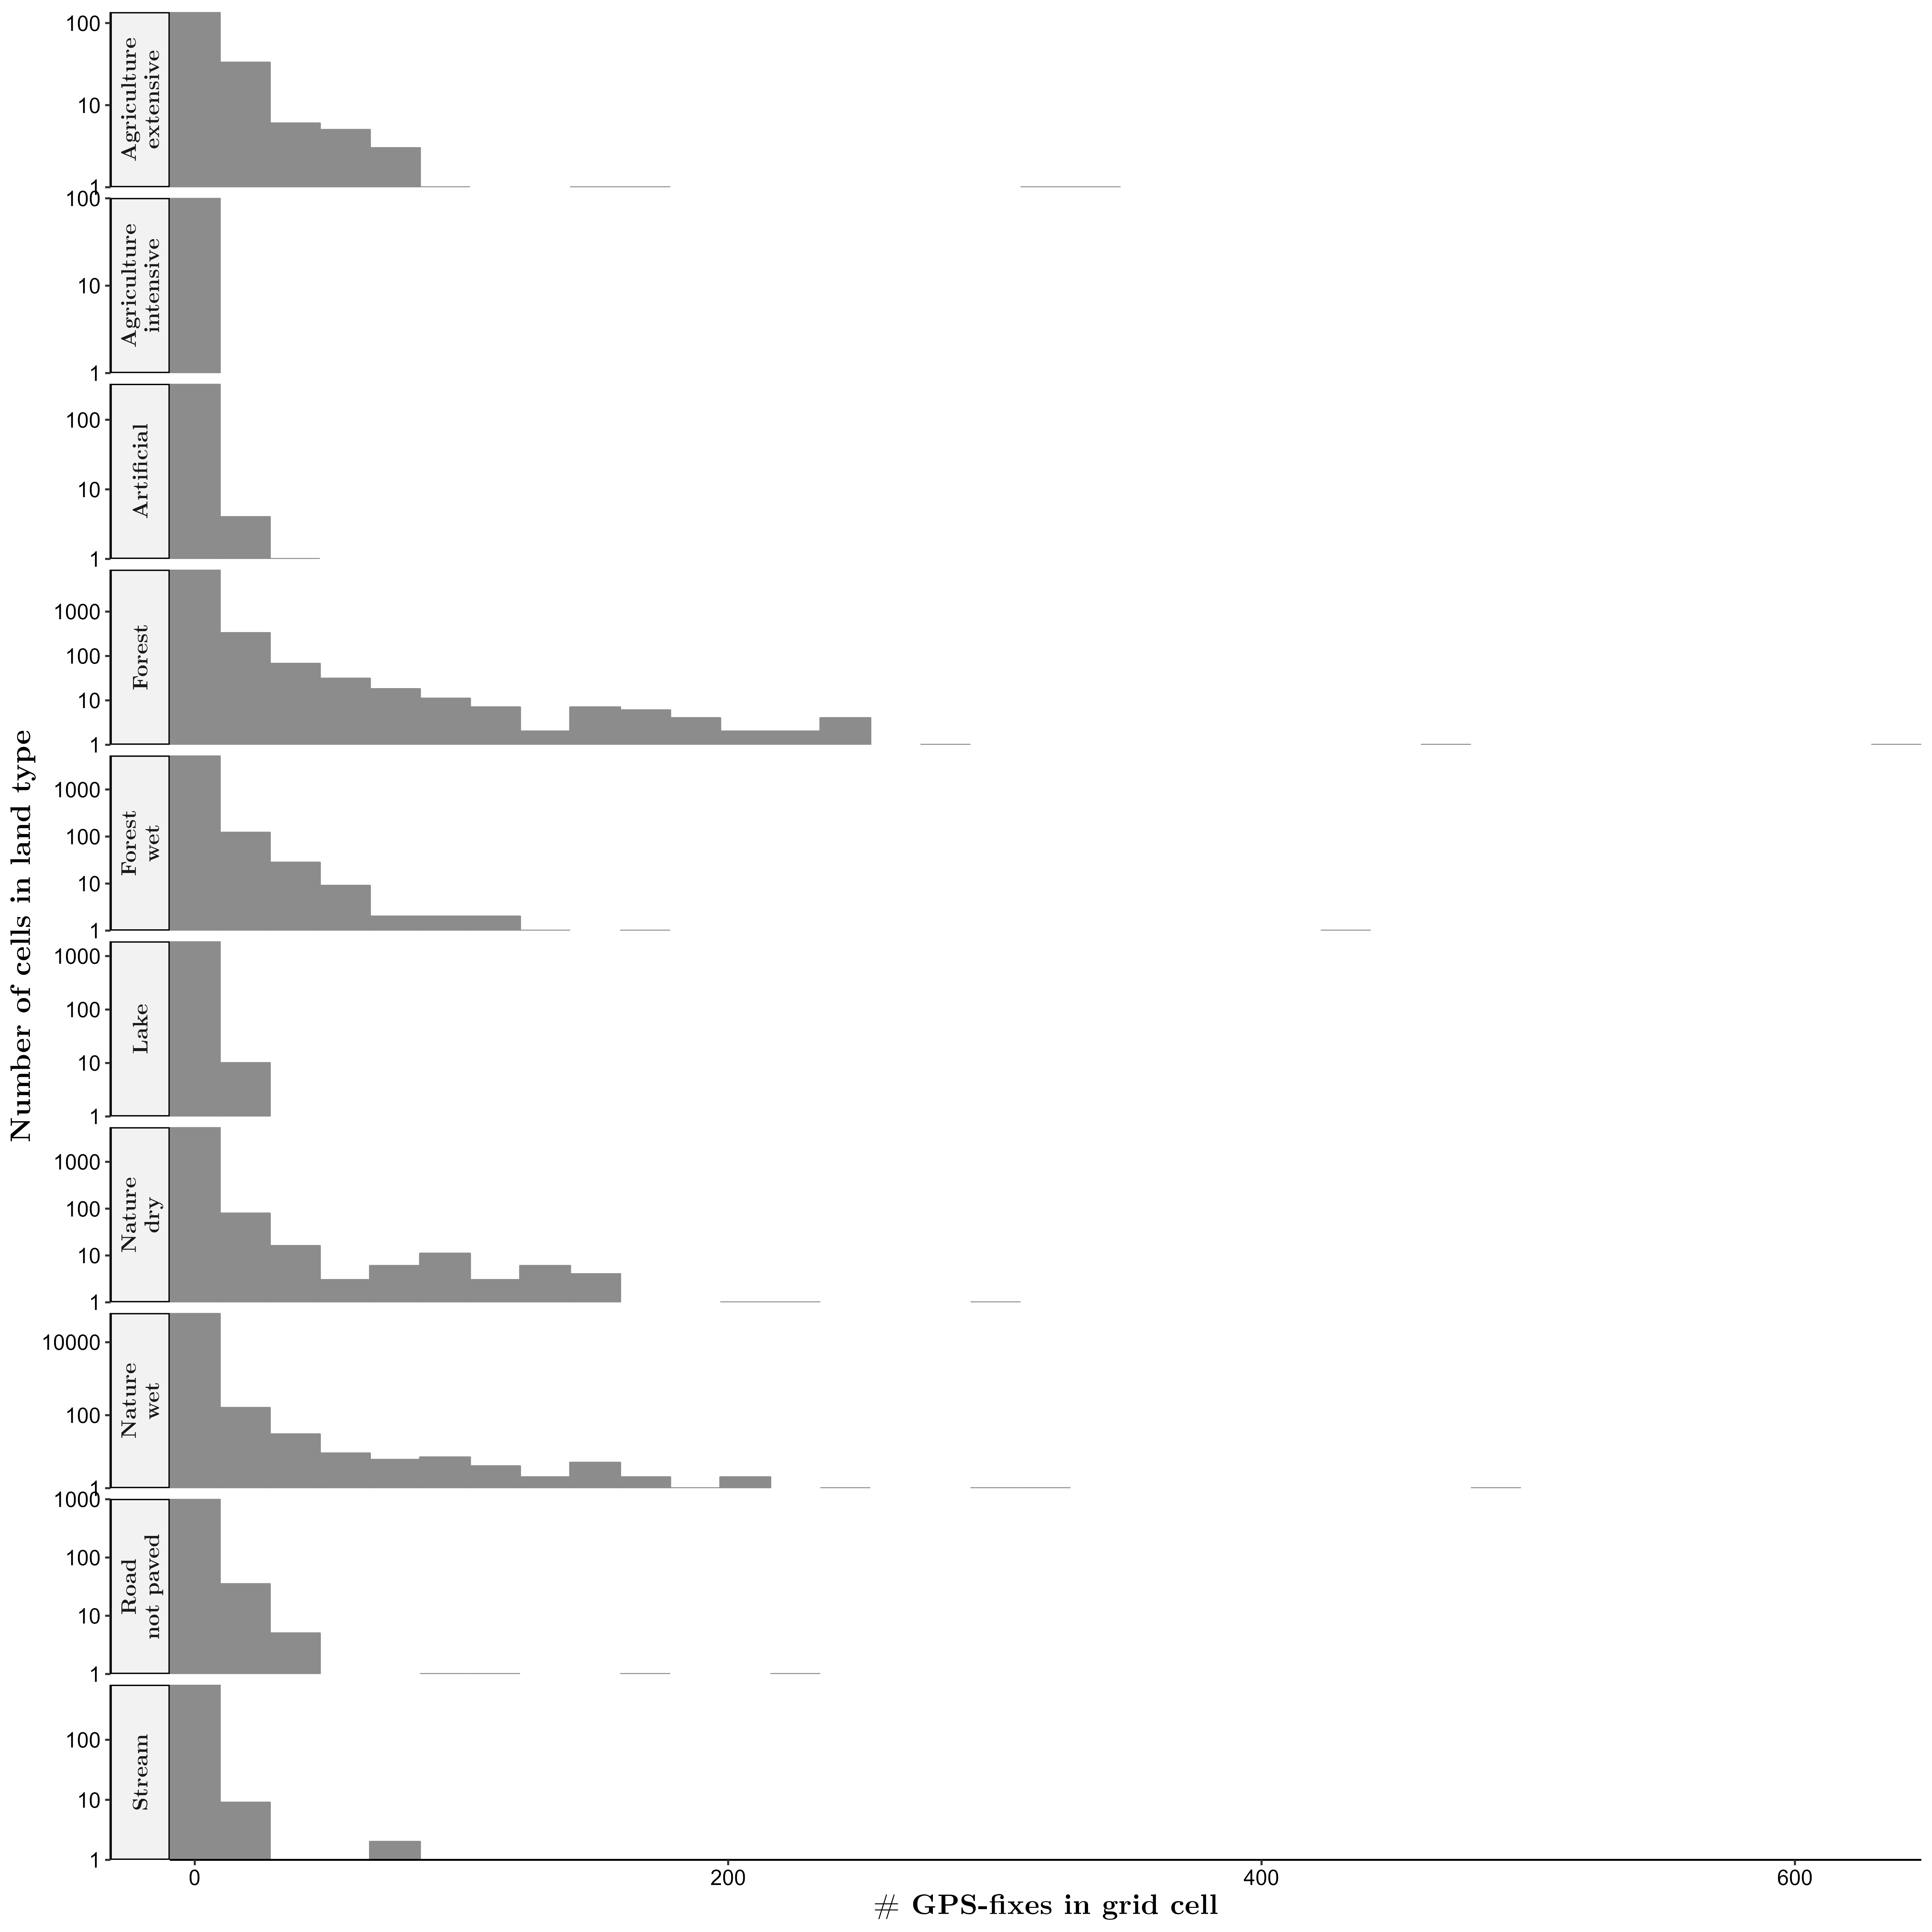 Number of cells in land type
Agriculture
extensive
100
10
1
Agriculture
intensive
100
10
1
Artificial
100
10
1
Forest
1000
100
10
1
Forest
wet
1000
100
10
1
Lake
1000
100
10
1
Nature
dry
1000
100
10
1
Nature
wet
10000
100
1
Road
not paved
1000
100
10
1
Stream
100
10
1
0 200 400 600
# GPS-fixes in grid cell